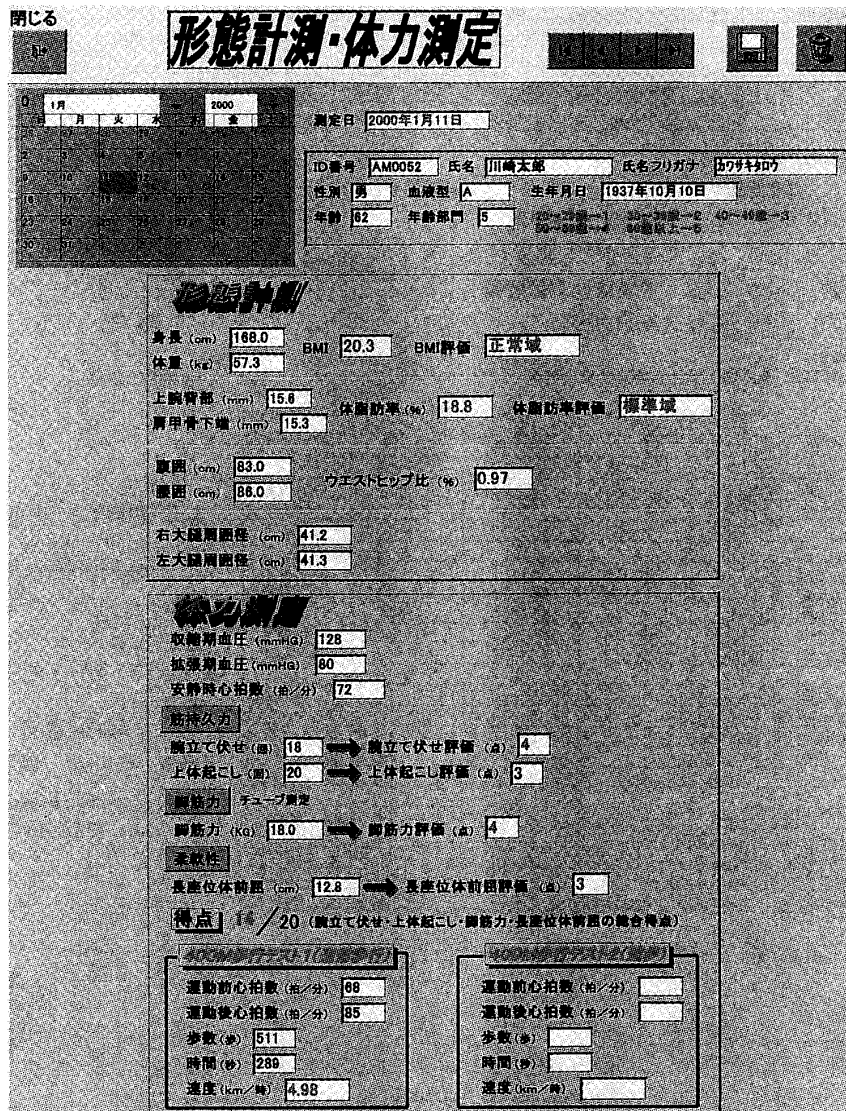 閉じる
形態計測・体力測定
1月 2000
月 火 水 金
測定日 2000年1月11日
ID番号 AM0052 氏名 川崎太郎 氏名フリガナ カワサキタロウ
性別 男 血液型 A 生年月日 1937年10月10日
年齢 62 年齢部門 5
形態計測
身長 (cm) 168.0
体重 (kg) 57.3
BMI 20.3 BMI評価 正常域
上腕背部 (mm) 15.6
肩甲骨下端 (mm) 15.3
体脂肪率 (%) 18.8 体脂肪率評価 標準域
腹囲 (cm) 83.0
腰囲 (cm) 86.0
ウエストヒップ比 (%) 0.97
右大腿周囲径 (cm) 41.2
左大腿周囲径 (cm) 41.3
体力測定
収縮期血圧 (mmHG) 128
拡張期血圧 (mmHG) 80
安静時心拍数 (拍/分) 72
筋持久力
腕立て伏せ (回) 18 腕立て伏せ評価 (点) 4
上体起こし (回) 20 上体起こし評価 (点) 3
脚筋力 チューブ測定
脚筋力 (KG) 18.0 脚筋力評価 (点) 4
柔軟性
長座位体前屈 (cm) 12.8 長座位体前屈評価 (点) 3
得点 14/20 (腕立て伏せ・上体起こし・脚筋力・長座位体前屈の総合得点)
運動前心拍数 (拍/分) 68
運動後心拍数 (拍/分) 85
歩数 (歩) 511
時間 (秒) 289
速度 (km/時) 4.98
運動前心拍数 (拍/分)
運動後心拍数 (拍/分)
歩数 (歩)
時間 (秒)
速度 (km/時)